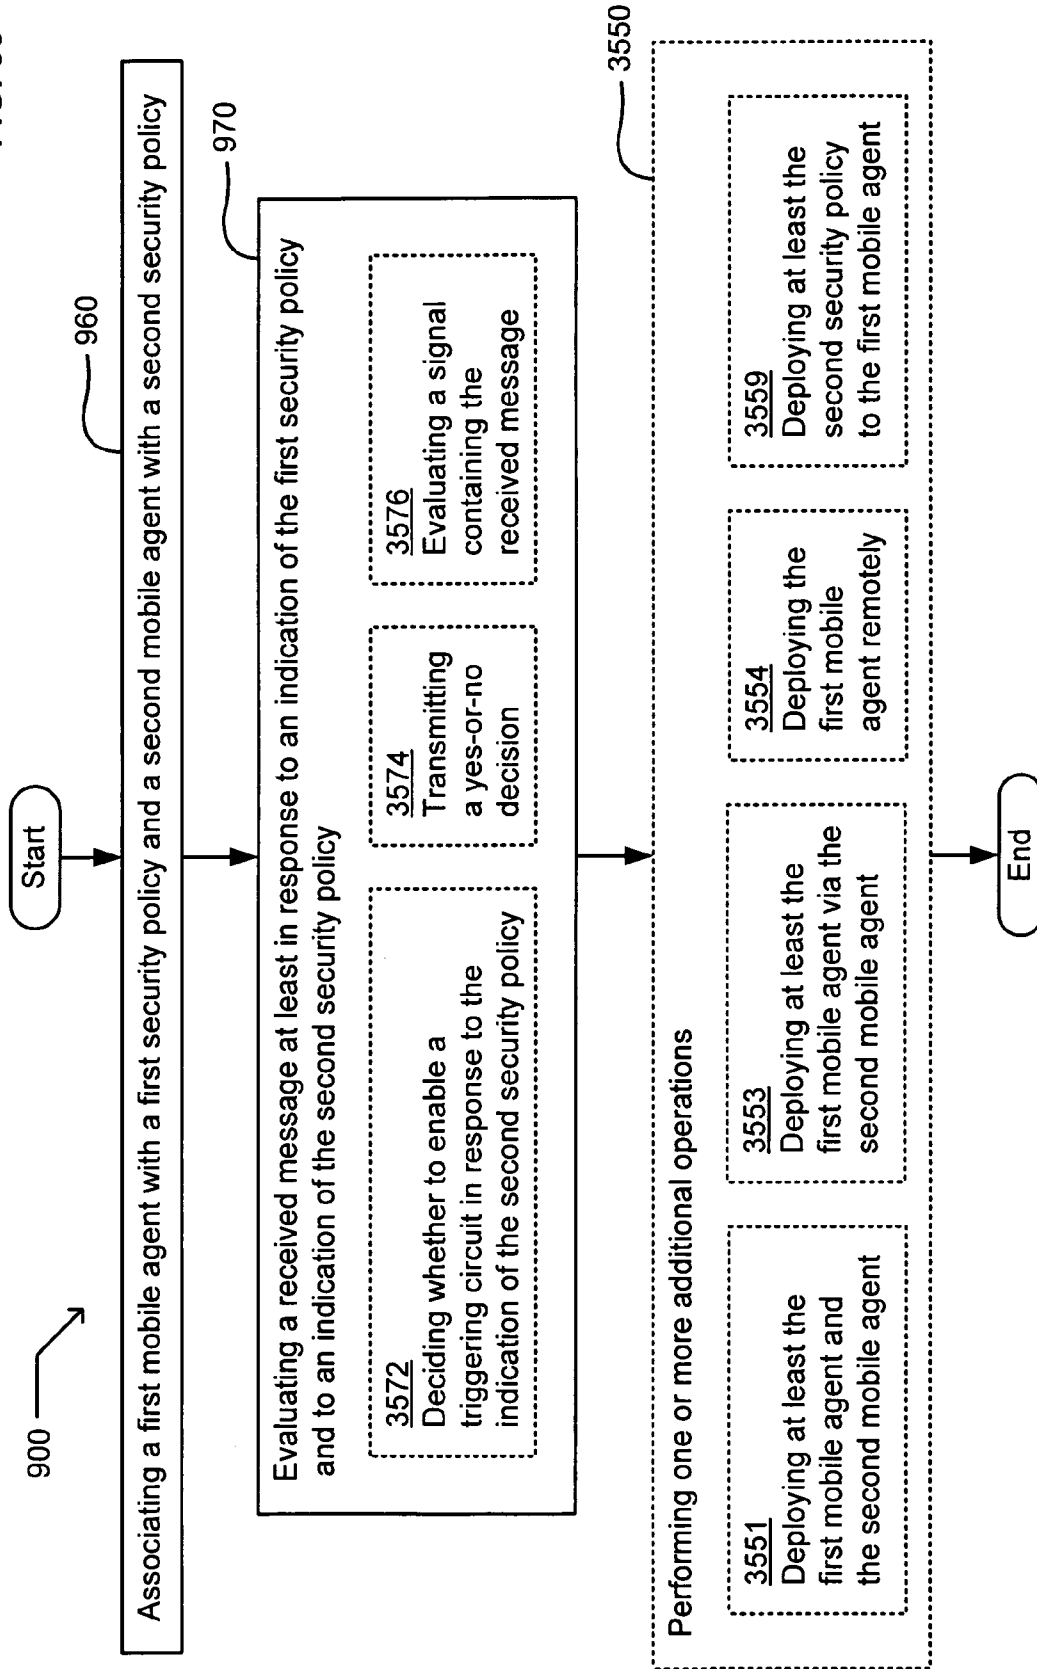 900
Start
960
Associating a first mobile agent with a first security policy and a second mobile agent with a second security policy
970
Evaluating a received message at least in response to an indication of the first security policy
and to an indication of the second security policy
3572
Deciding whether to enable a
triggering circuit in response to the
indication of the second security policy
3574
Transmitting
a yes-or-no
decision
3576
Evaluating a signal
containing the
received message
3550
Performing one or more additional operations
3551
Deploying at least the
first mobile agent and
the second mobile agent
3553
Deploying at least the
first mobile agent via the
second mobile agent
3554
Deploying the
first mobile
agent remotely
3559
Deploying at least the
second security policy
to the first mobile agent
End